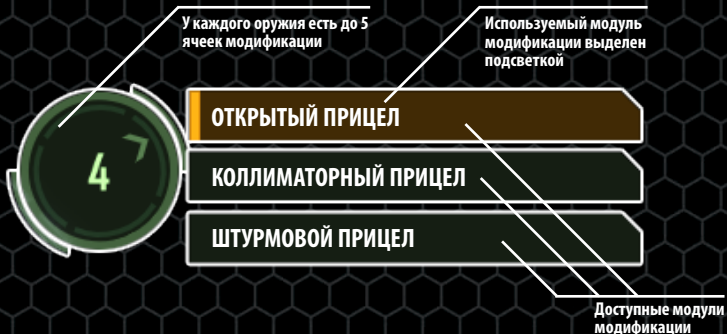 У каждого оружия есть до 5
ячеек модификации
Используемый модуль
модификации выделен
подсветкой
4
ОТКРЫТЫЙ ПРИЦЕЛ
КОЛЛИМАТОРНЫЙ ПРИЦЕЛ
ШТУРМОВОЙ ПРИЦЕЛ
Доступные модули
модификации